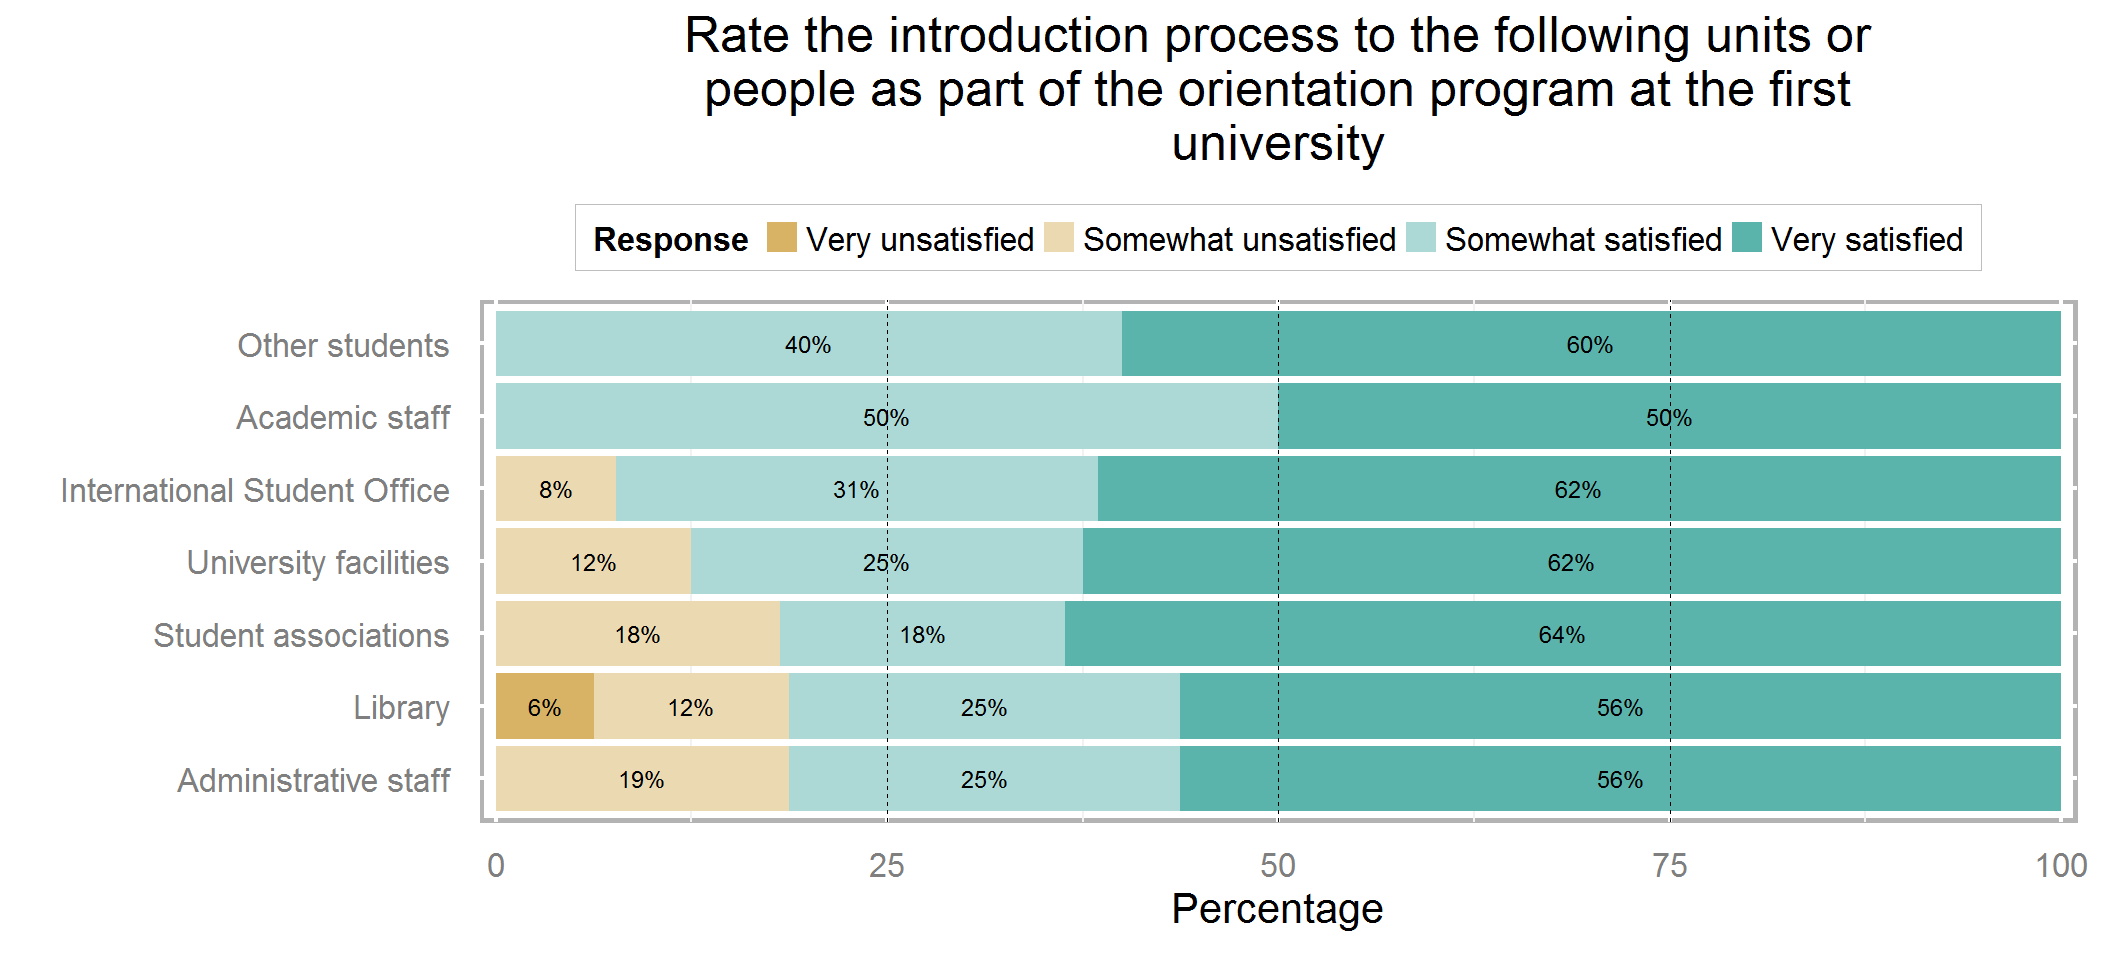 Rate the introduction process to the following units or
people as part of the orientation program at the first
university
Response Very unsatisfied Somewhat unsatisfied Somewhat satisfied Very satisfied
Other students 40% 60%
Academic staff 50% 50%
International Student Office 8% 31% 62%
University facilities 12% 25% 62%
Student associations 18% 18% 64%
Library 6% 12% 25% 56%
Administrative staff 19% 25% 56%
0 25 50 75 100
Percentage